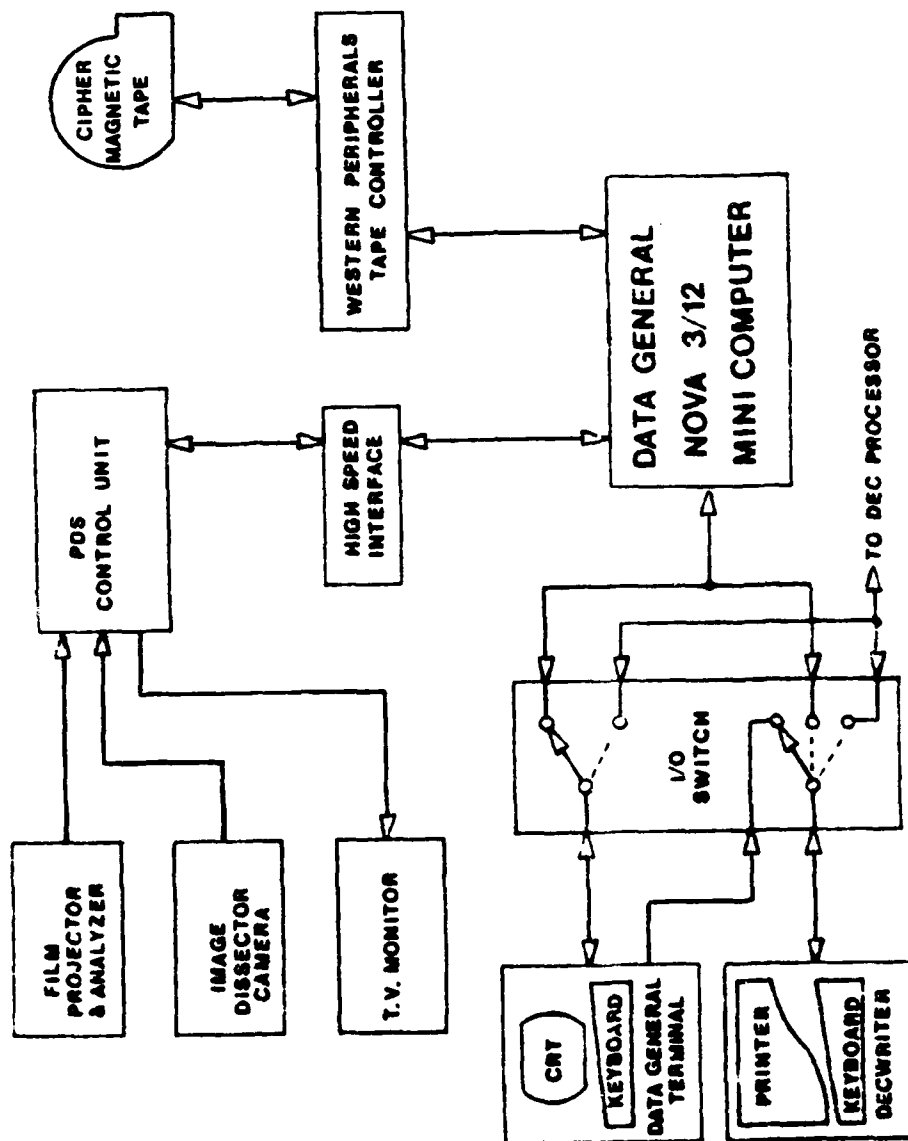 FILM
PROJECTOR
& ANALYZER
IMAGE
DISSECTOR
CAMERA
T.V. MONITOR
PDS
CONTROL UNIT
HIGH SPEED
INTERFACE
CIPHER
MAGNETIC
TAPE
WESTERN PERIPHERALS
TAPE CONTROLLER
DATA GENERAL
NOVA 3/12
MINI COMPUTER
TO DEC PROCESSOR
I/O
SWITCH
CRT
KEYBOARD
DATA GENERAL
TERMINAL
PRINTER
KEYBOARD
DECWRITER